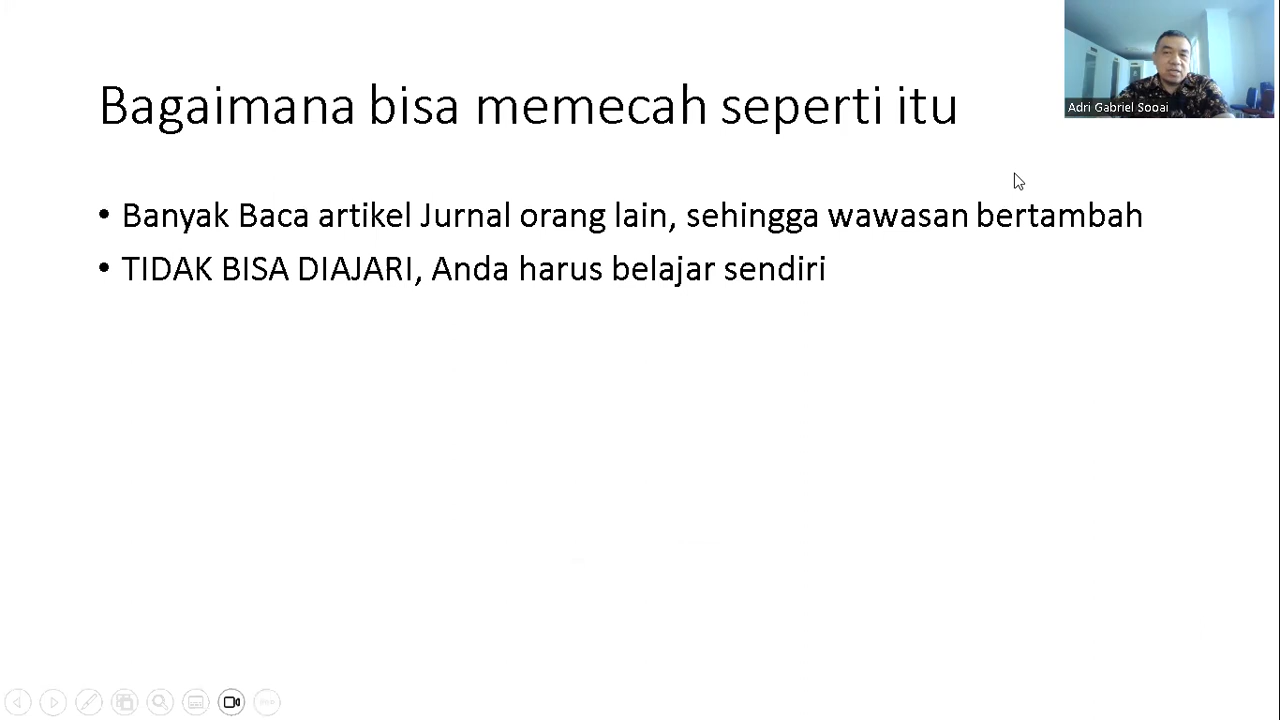 Bagaimana bisa memecah seperti itu
Adri Gabriel Sooai
• Banyak Baca artikel Jurnal orang lain, sehingga wawasan bertambah
• TIDAK BISA DIAJARI, Anda harus belajar sendiri